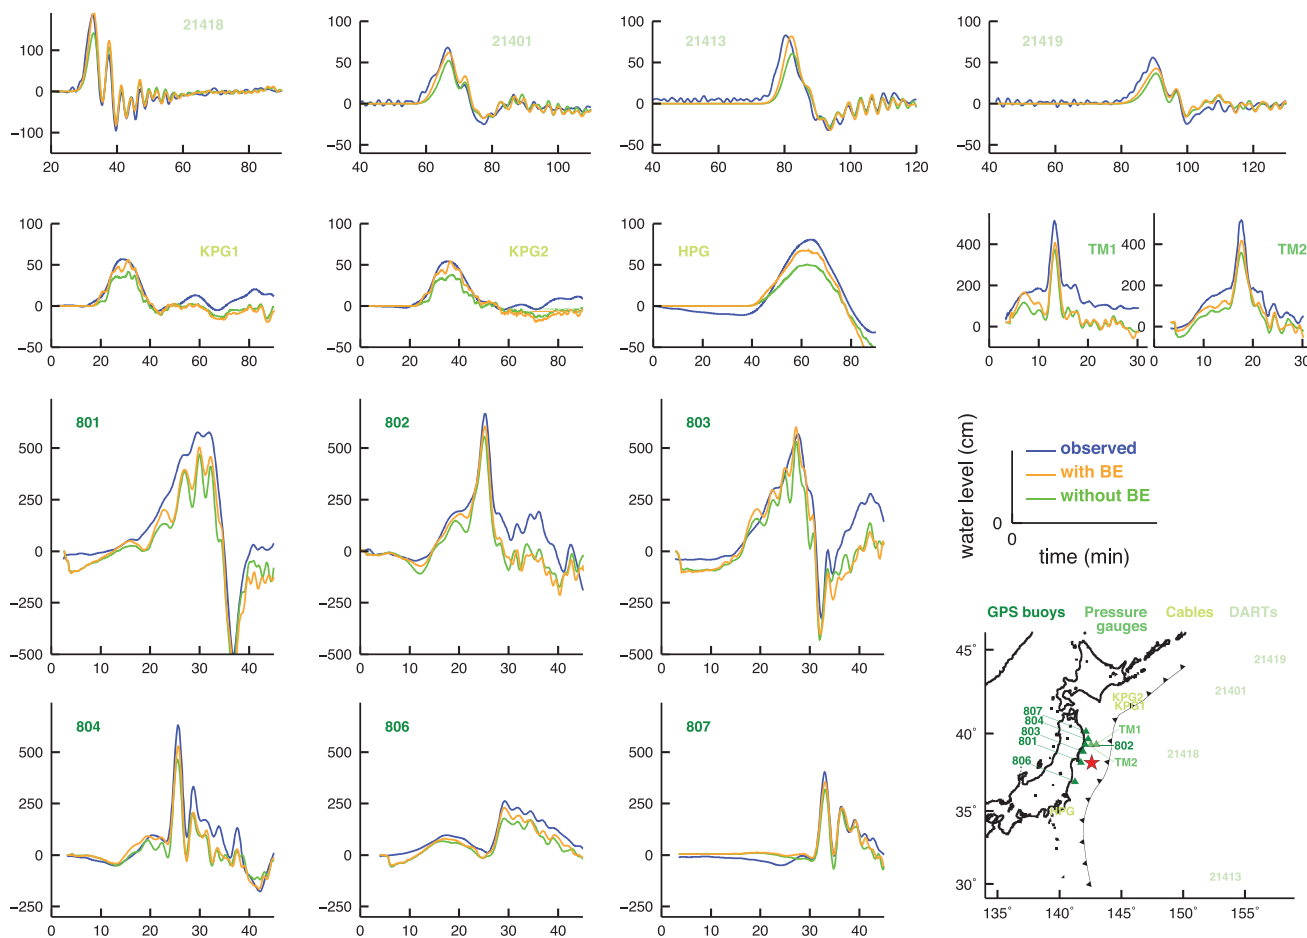 21418
100
0
−100
20 40 60 80
21401
100
50
0
−50
40 60 80 100
21413
100
50
0
−50
40 60 80 100 120
21419
100
50
0
−50
40 60 80 100 120
KPG1
100
50
0
−50
0 20 40 60 80
KPG2
100
50
0
−50
0 20 40 60 80
HPG
100
50
0
−50
0 20 40 60 80
TM1
400
200
0
0 10 20 30
TM2
400
200
0
0 10 20 30
801
500
250
0
−250
−500
0 10 20 30 40
802
500
250
0
−250
−500
0 10 20 30 40
803
500
250
0
−250
−500
0 10 20 30 40
water level (cm)
observed
with BE
without BE
0
0
time (min)
804
500
250
0
−250
0 10 20 30 40
806
500
250
0
−250
0 10 20 30 40
807
500
250
0
−250
0 10 20 30 40
GPS buoys Pressure gauges Cables DARTs
45˚
40˚
35˚
30˚
135˚ 140˚ 145˚ 150˚ 155˚
21419
21401
KPG2
KPG1
807
804
803
801
806
TM1
802
TM2
21418
HPG
21413